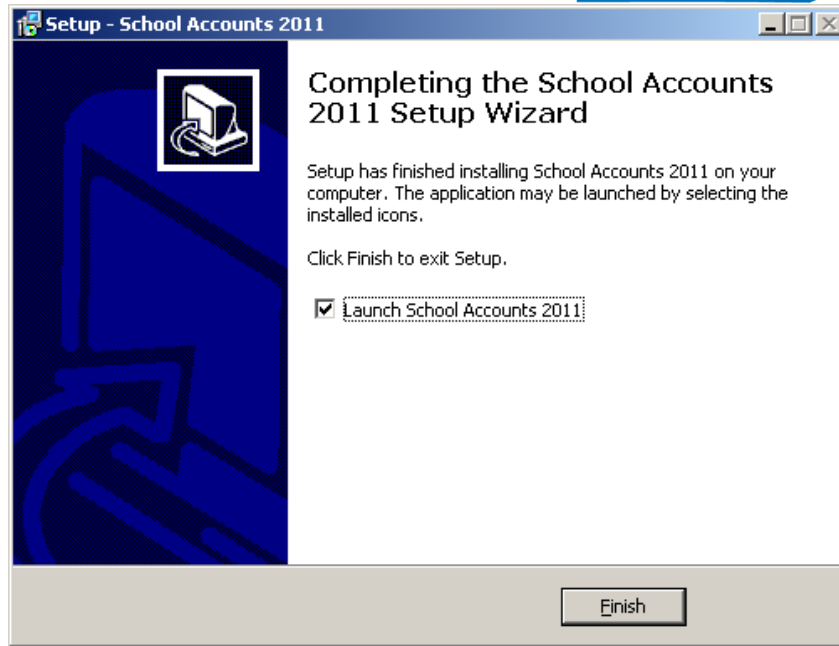 Setup - School Accounts 2011
Completing the School Accounts
2011 Setup Wizard
Setup has finished installing School Accounts 2011 on your
computer. The application may be launched by selecting the
installed icons.
Click Finish to exit Setup.
Launch School Accounts 2011
Finish